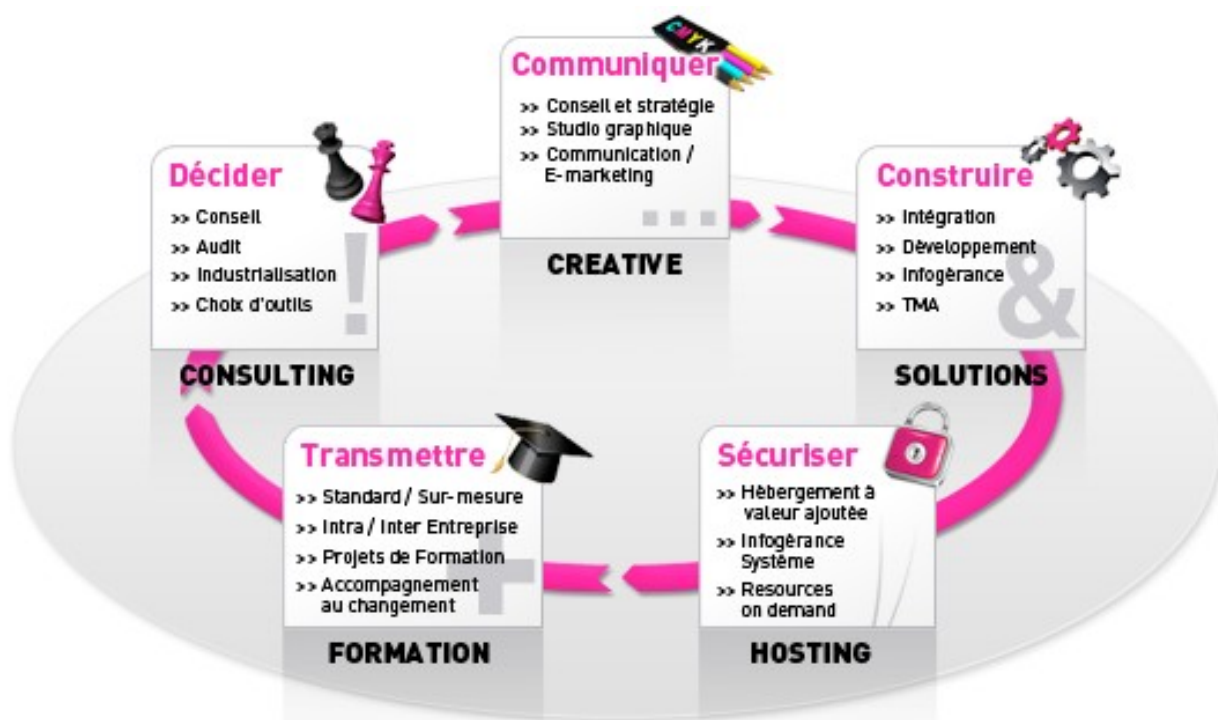 CMYK
Communiquer
>> Conseil et stratégie
>> Studio graphique
>> Communication /
E-marketing
...
CREATIVE
Décider
>> Conseil
>> Audit
>> Industrialisation
>> Choix d'outils
!
CONSULTING
Construire
>> Intégration
>> Développement
>> Infogérance
>> TMA
&
SOLUTIONS
Transmettre
>> Standard / Sur-mesure
>> Intra / Inter Entreprise
>> Projets de Formation
>> Accompagnement
au changement
+
FORMATION
Sécuriser
>> Hébergement à
valeur ajoutée
>> Infogérance
Système
>> Resources
on demand
HOSTING